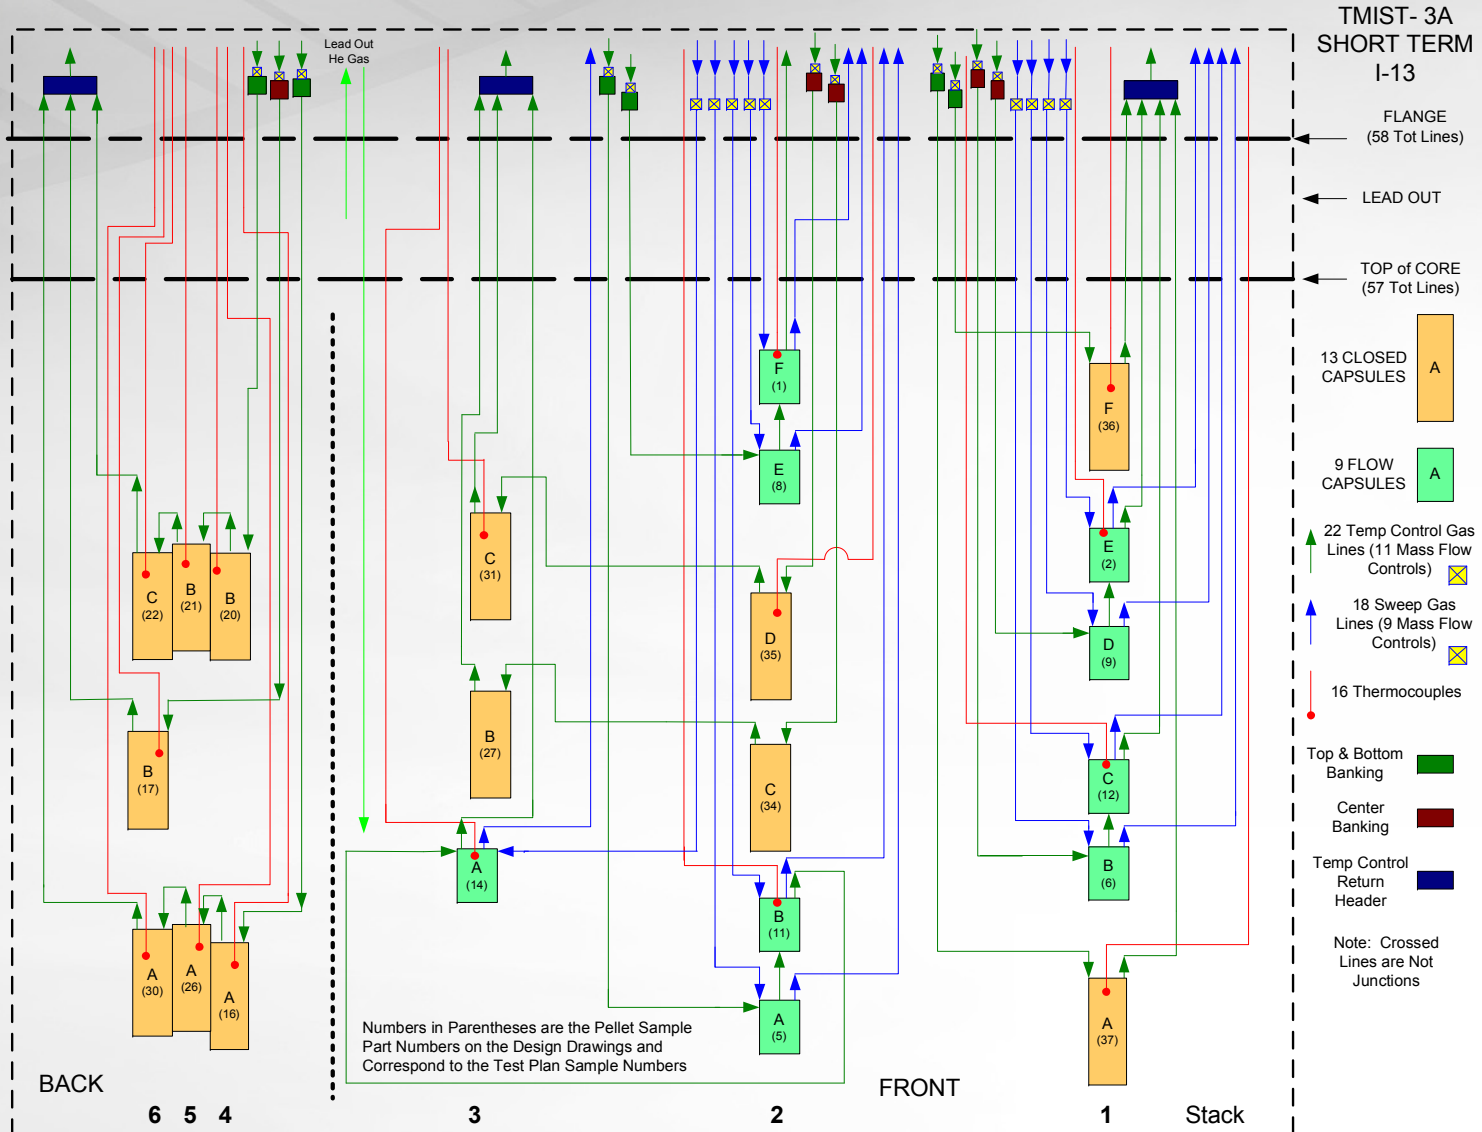 TMIST- 3A
SHORT TERM
I-13
Lead Out
He Gas
FLANGE
(58 Tot Lines)
LEAD OUT
TOP of CORE
(57 Tot Lines)
13 CLOSED
CAPSULES
A
9 FLOW
CAPSULES
A
22 Temp Control Gas
Lines (11 Mass Flow
Controls)
18 Sweep Gas
Lines (9 Mass Flow
Controls)
16 Thermocouples
Top & Bottom
Banking
Center
Banking
Temp Control
Return
Header
Note: Crossed
Lines are Not
Junctions
C
(22)
B
(21)
B
(20)
B
(17)
A
(30)
A
(26)
A
(16)
C
(31)
B
(27)
A
(14)
F
(1)
E
(8)
D
(35)
C
(34)
B
(11)
A
(5)
F
(36)
E
(2)
D
(9)
C
(12)
B
(6)
A
(37)
Numbers in Parentheses are the Pellet Sample
Part Numbers on the Design Drawings and
Correspond to the Test Plan Sample Numbers
BACK
FRONT
6 5 4 3 2 1 Stack